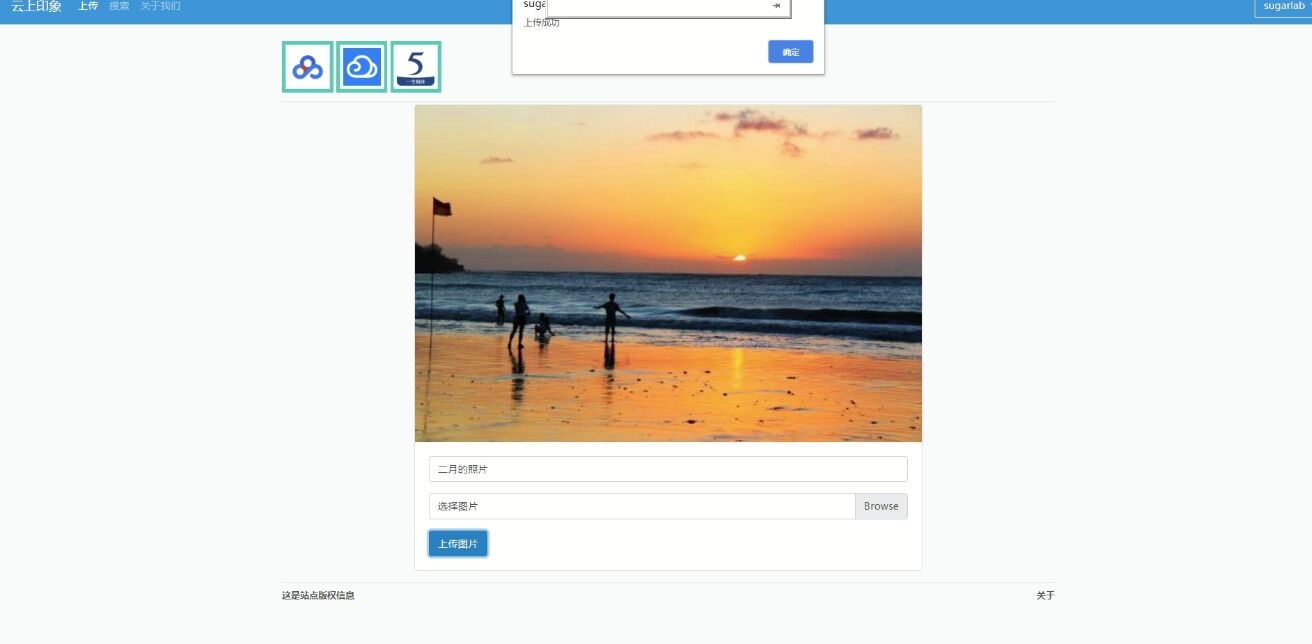 云上印象 上传 搜索 关于我们 sugarlab
上传成功
确定
5
二月的照片
选择图片 Browse
上传图片
这是站点版权信息 关于